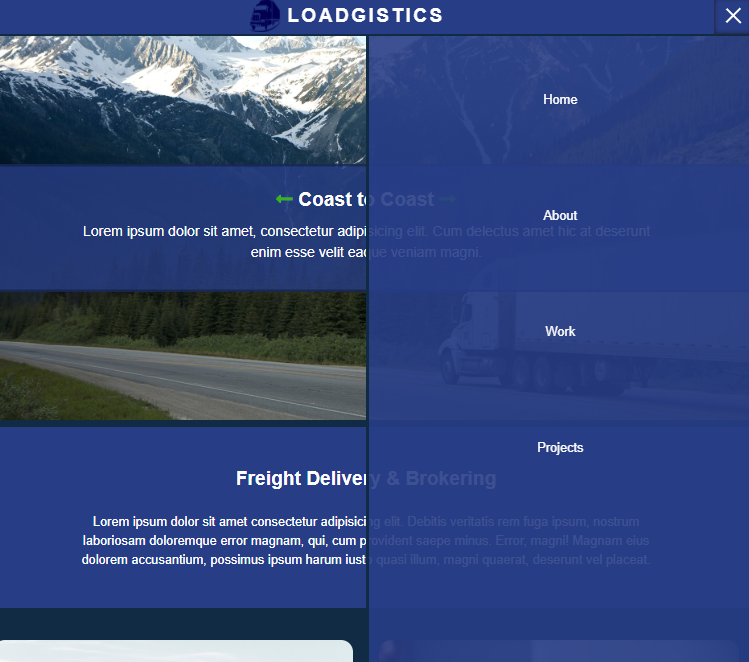 LOADGISTICS
Home
Coast to Coast
About
Lorem ipsum dolor sit amet, consectetur adipisicing elit. Cum delectus amet hic at deserunt
enim esse velit eaque veniam magni.
Work
Projects
Freight Delivery & Brokering
Lorem ipsum dolor sit amet consectetur adipisicing elit. Debitis veritatis rem fuga ipsum, nostrum
laboriosam doloremque error magnam, qui, cum provident saepe minus. Error, magni! Magnam eius
dolorem accusantium, possimus ipsum harum iusto quasi illum, magni quaerat, deserunt vel placeat.